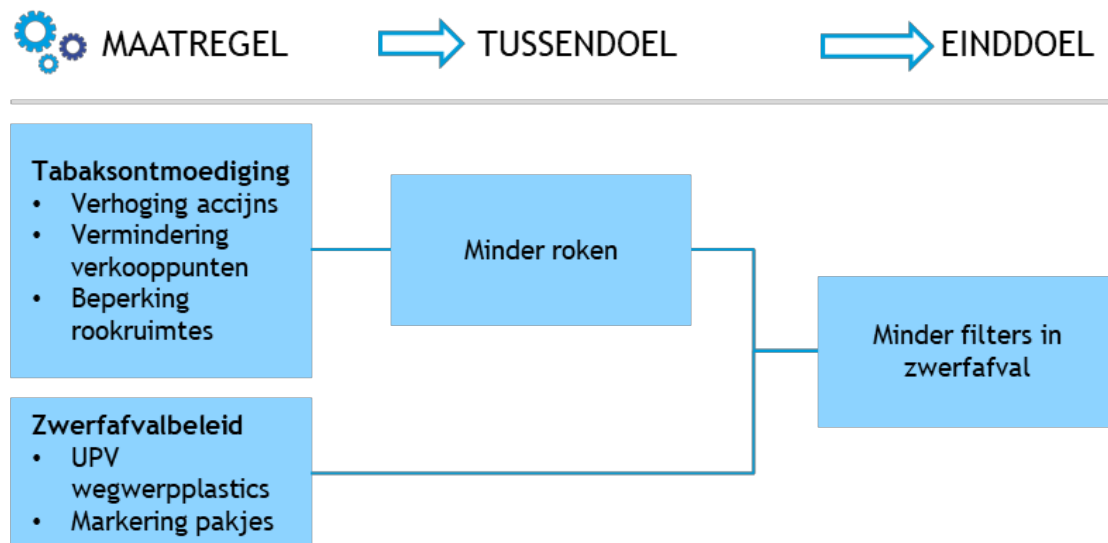 MAATREGEL
TUSSENDOEL
EINDDOEL
Tabaksontmoediging
• Verhoging accijns
• Vermindering
verkooppunten
• Beperking
rookruimtes
Minder roken
Minder filters in
zwerfafval
Zwerfafvalbeleid
• UPV
wegwerpplastics
• Markering pakjes